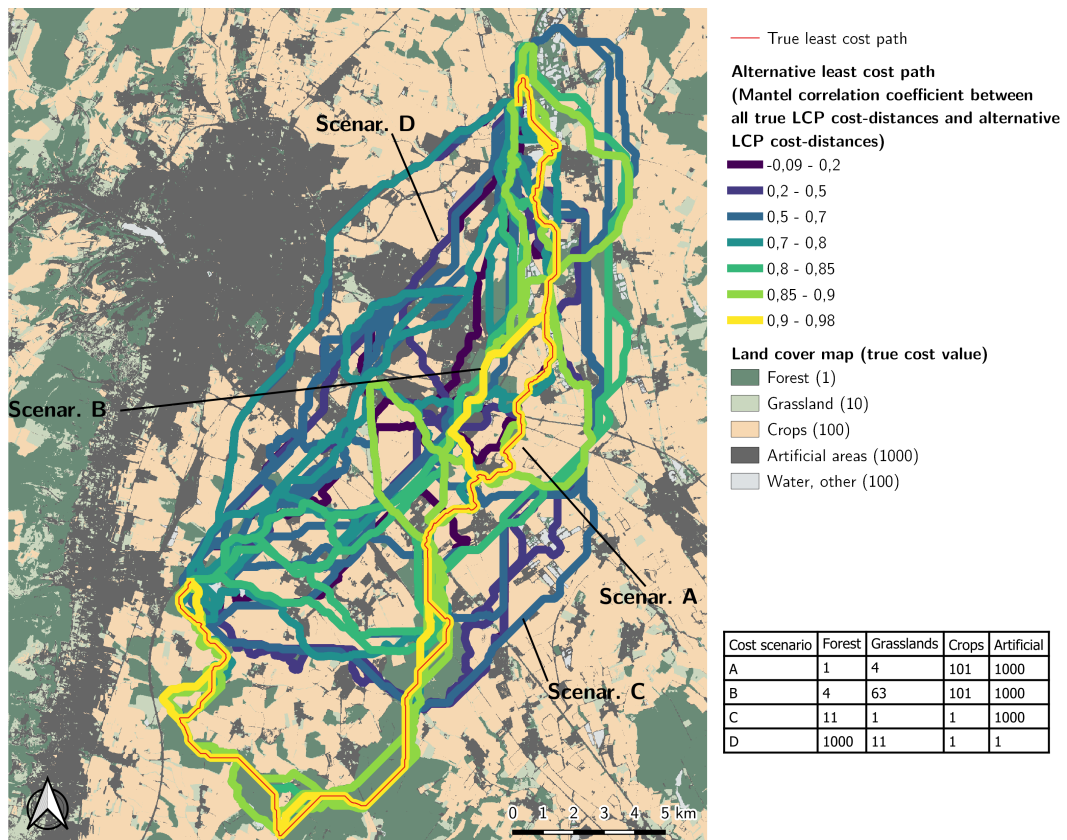 True least cost path
Alternative least cost path
(Mantel correlation coefficient between
all true LCP cost-distances and alternative
LCP cost-distances)
-0,09 - 0,2
0,2 - 0,5
0,5 - 0,7
0,7 - 0,8
0,8 - 0,85
0,85 - 0,9
0,9 - 0,98
Land cover map (true cost value)
Forest (1)
Grassland (10)
Crops (100)
Artificial areas (1000)
Water, other (100)
Scenar. D
Scenar. B
Scenar. A
Scenar. C
0 1 2 3 4 5 km
Cost scenario Forest Grasslands Crops Artificial
A 1 4 101 1000
B 4 63 101 1000
C 11 1 1 1000
D 1000 11 1 1